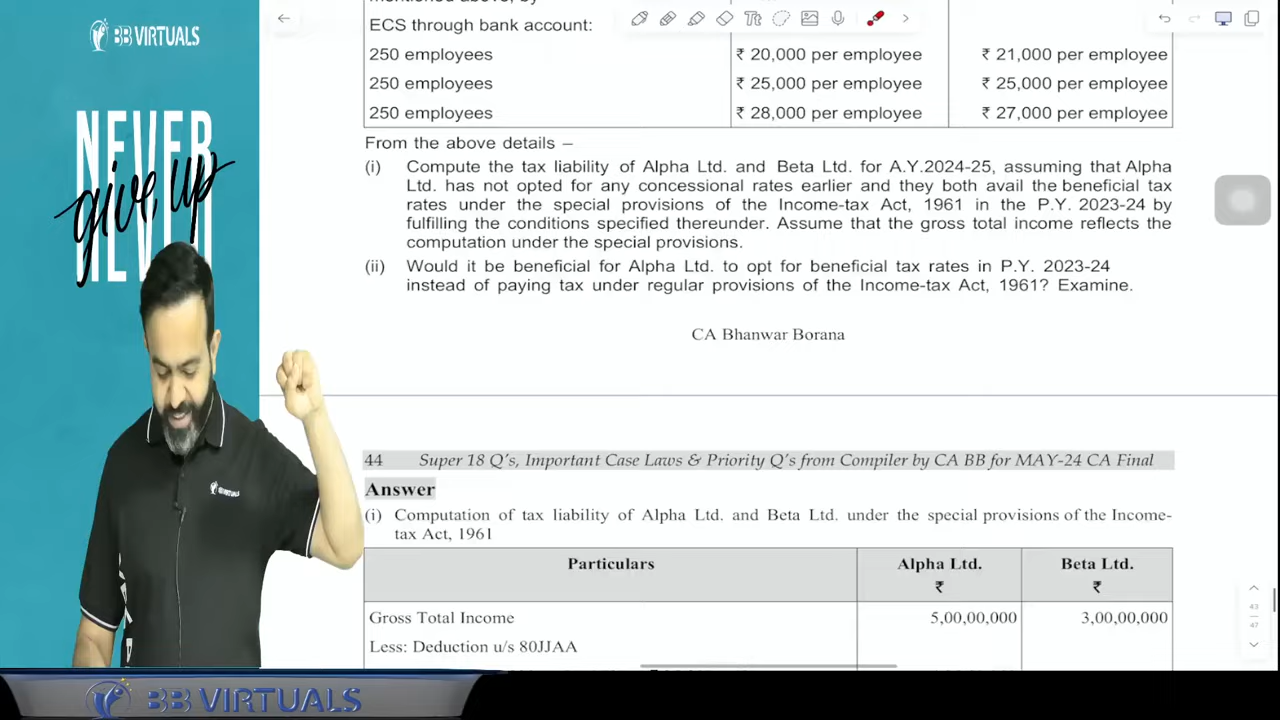 BB VIRTUALS
NEVER
give up
NEVER
ECS through bank account:
250 employees ₹ 20,000 per employee ₹ 21,000 per employee
250 employees ₹ 25,000 per employee ₹ 25,000 per employee
250 employees ₹ 28,000 per employee ₹ 27,000 per employee
From the above details –
(i) Compute the tax liability of Alpha Ltd. and Beta Ltd. for A.Y.2024-25, assuming that Alpha
Ltd. has not opted for any concessional rates earlier and they both avail the beneficial tax
rates under the special provisions of the Income-tax Act, 1961 in the P.Y. 2023-24 by
fulfilling the conditions specified thereunder. Assume that the gross total income reflects the
computation under the special provisions.
(ii) Would it be beneficial for Alpha Ltd. to opt for beneficial tax rates in P.Y. 2023-24
instead of paying tax under regular provisions of the Income-tax Act, 1961? Examine.
CA Bhanwar Borana
44 Super 18 Q's, Important Case Laws & Priority Q's from Compiler by CA BB for MAY-24 CA Final
Answer
(i) Computation of tax liability of Alpha Ltd. and Beta Ltd. under the special provisions of the Income-
tax Act, 1961
Particulars Alpha Ltd. Beta Ltd.
₹ ₹
Gross Total Income 5,00,00,000 3,00,00,000
Less: Deduction u/s 80JJAA
43
47
BB VIRTUALS